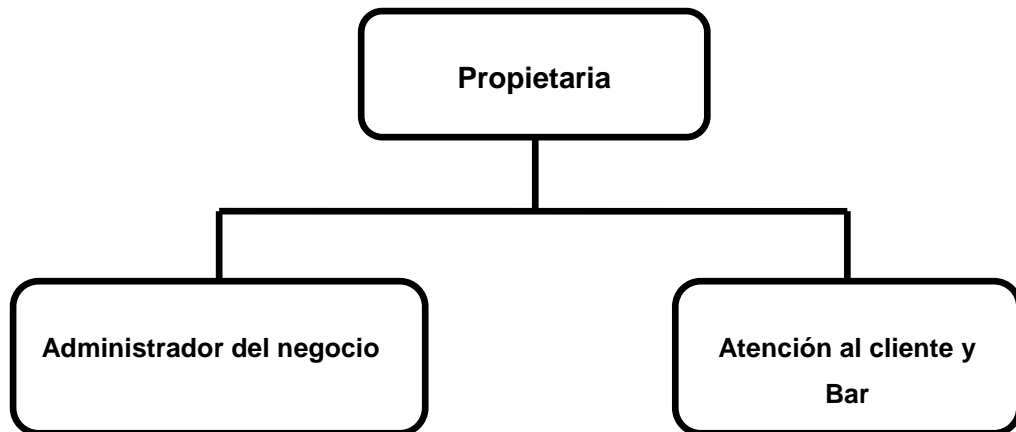 Propietaria
Administrador del negocio
Atención al cliente y
Bar